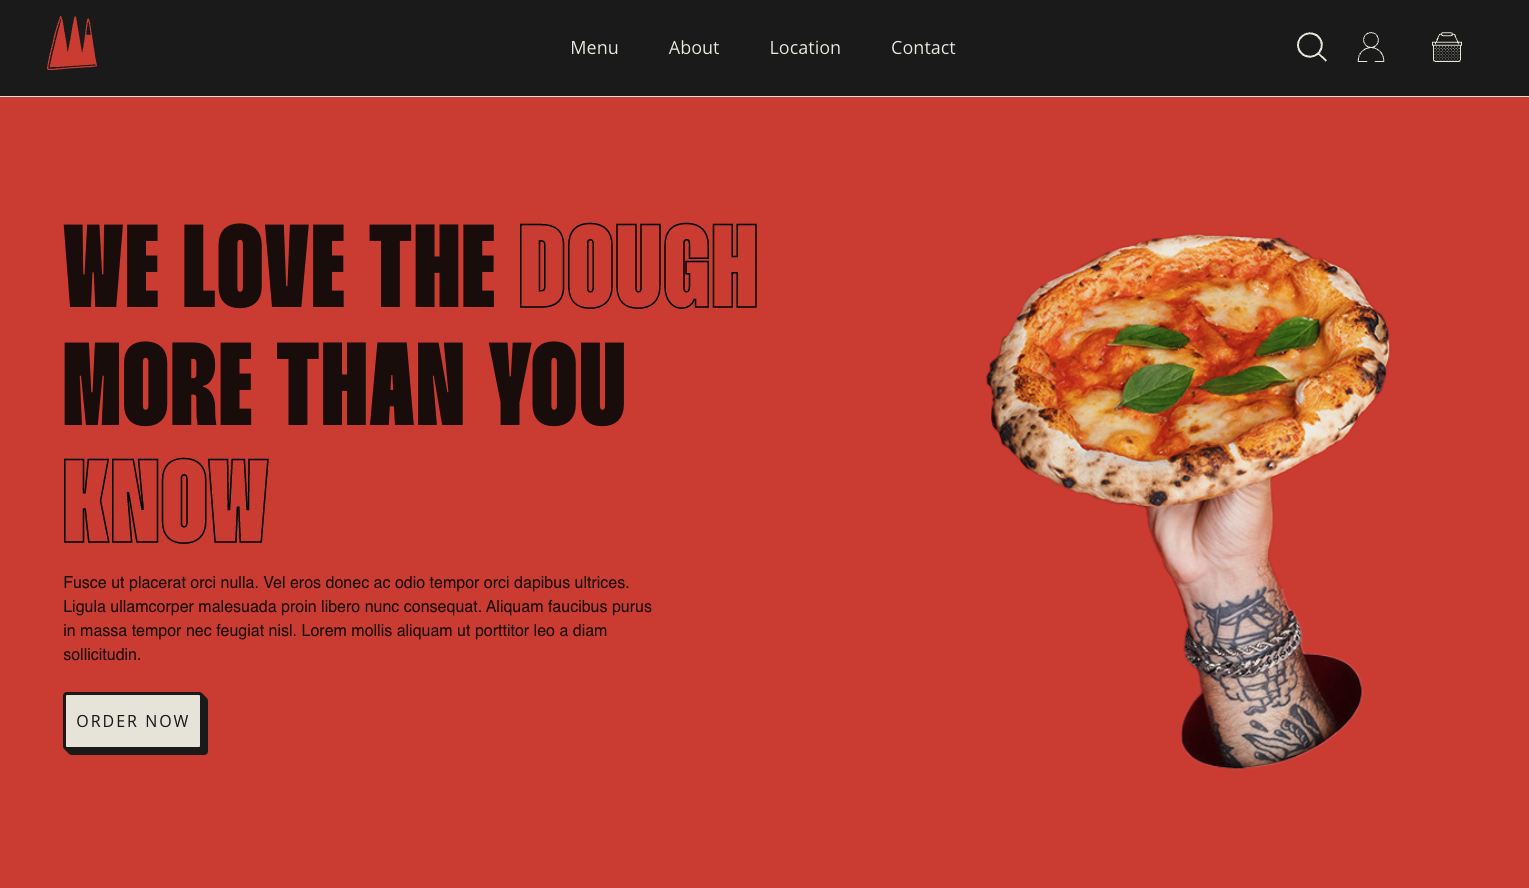 Menu About Location Contact
WE LOVE THE DOUGH
MORE THAN YOU
KNOW
Fusce ut placerat orci nulla. Vel eros donec ac odio tempor orci dapibus ultrices.
Ligula ullamcorper malesuada proin libero nunc consequat. Aliquam faucibus purus
in massa tempor nec feugiat nisl. Lorem mollis aliquam ut porttitor leo a diam
sollicitudin.
ORDER NOW